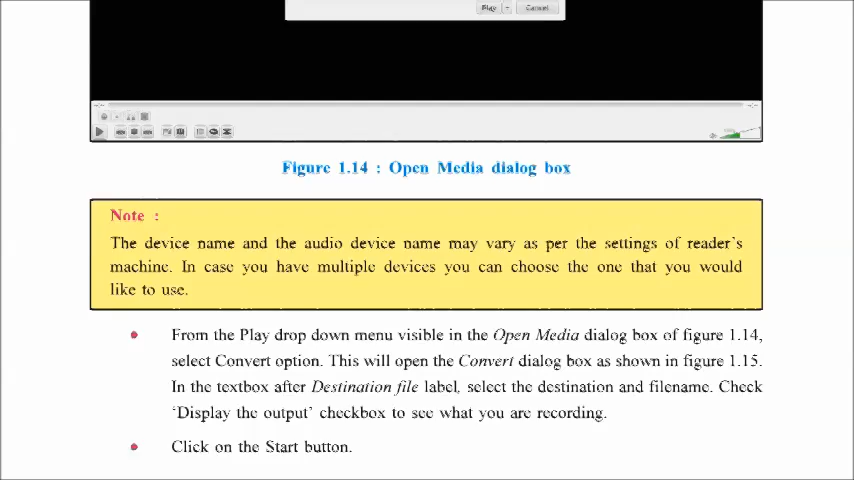 Play Cancel
Figure 1.14 : Open Media dialog box
Note :
The device name and the audio device name may vary as per the settings of reader's
machine. In case you have multiple devices you can choose the one that you would
like to use.
• From the Play drop down menu visible in the Open Media dialog box of figure 1.14,
select Convert option. This will open the Convert dialog box as shown in figure 1.15.
In the textbox after Destination file label, select the destination and filename. Check
‘Display the output’ checkbox to see what you are recording.
• Click on the Start button.